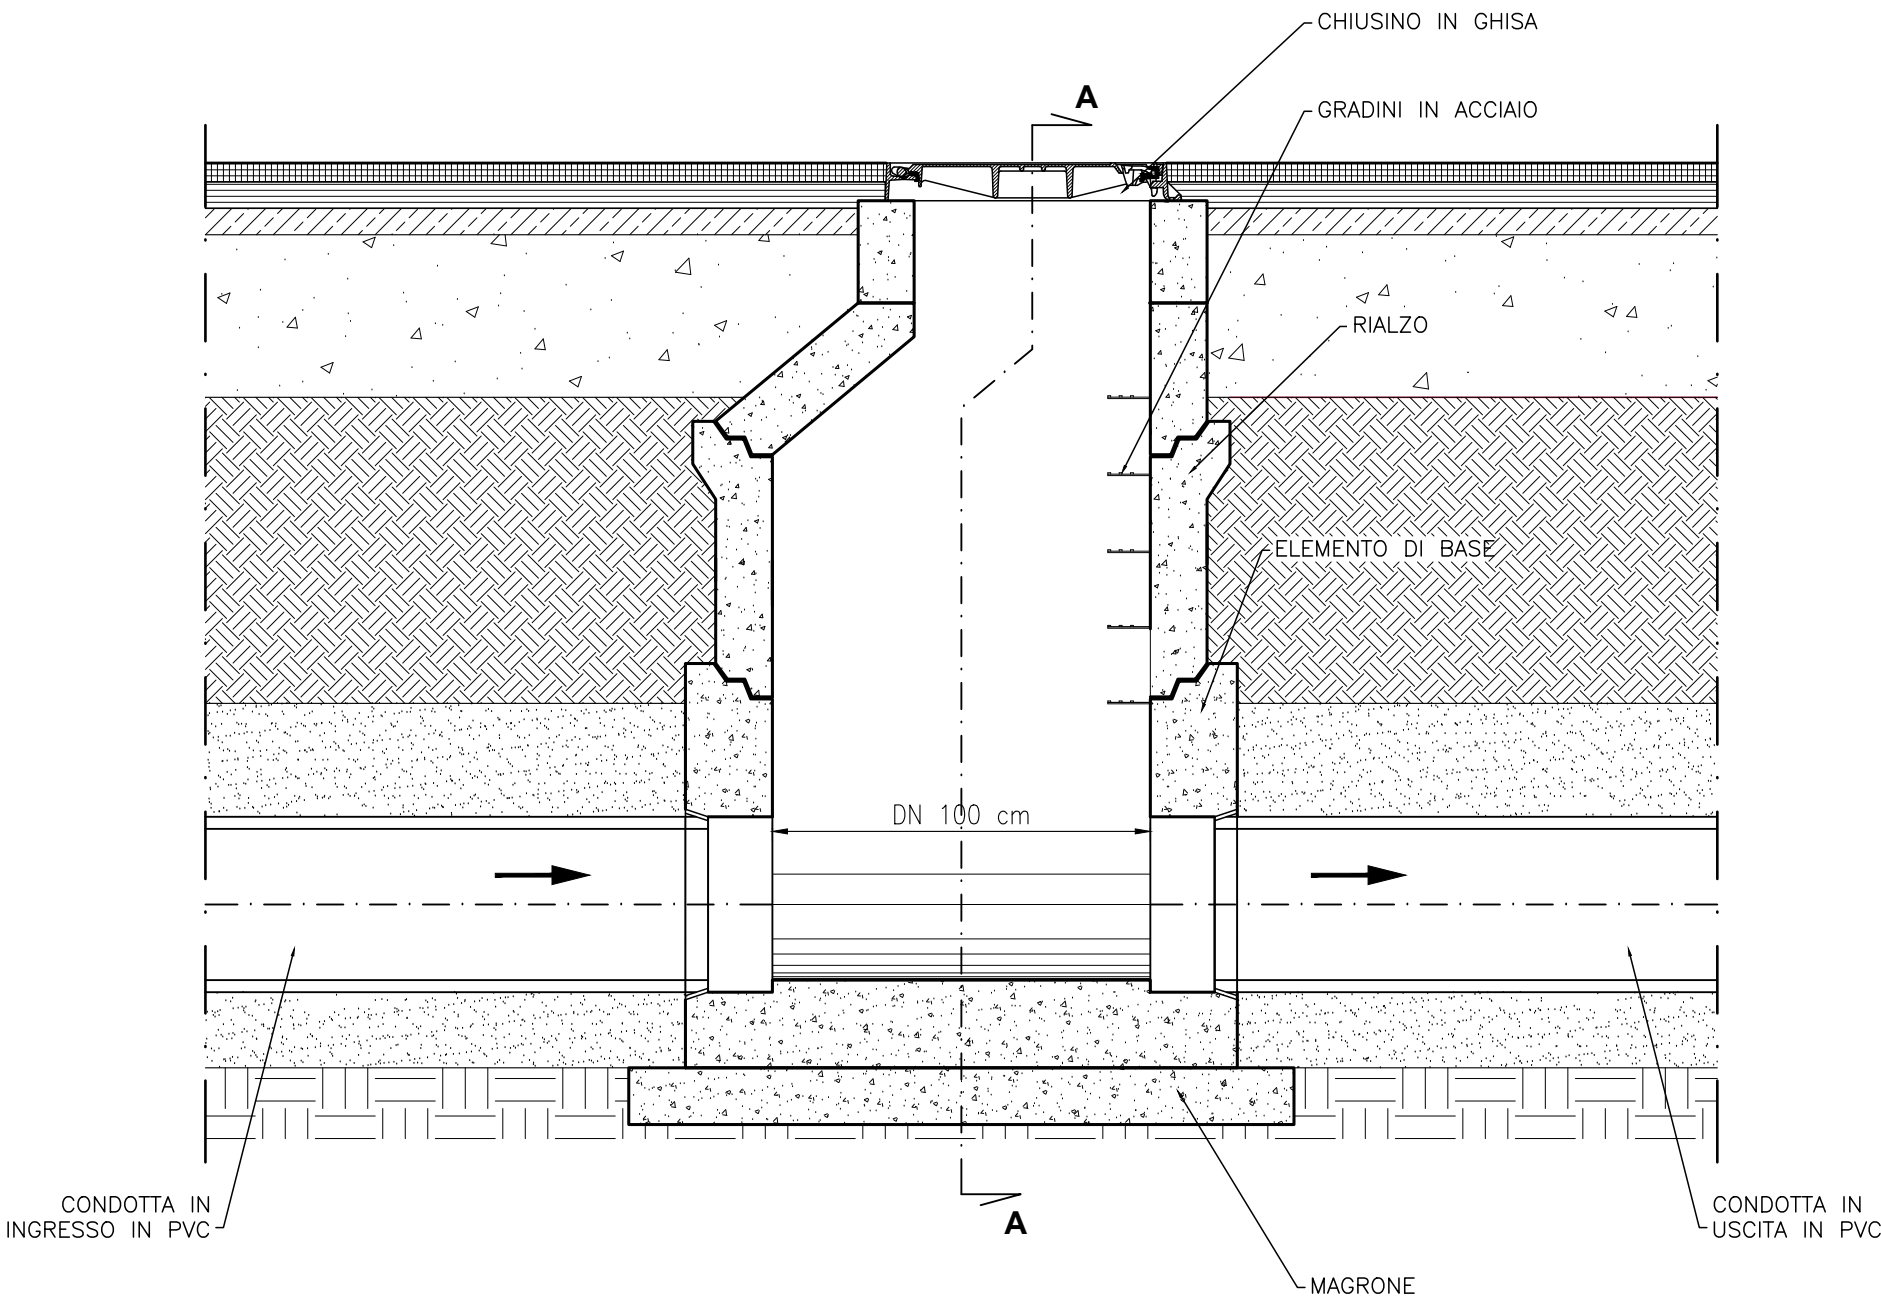 CHIUSINO IN GHISA
A
GRADINI IN ACCIAIO
RIALZO
ELEMENTO DI BASE
DN 100 cm
CONDOTTA IN
INGRESSO IN PVC
CONDOTTA IN
USCITA IN PVC
A
MAGRONE